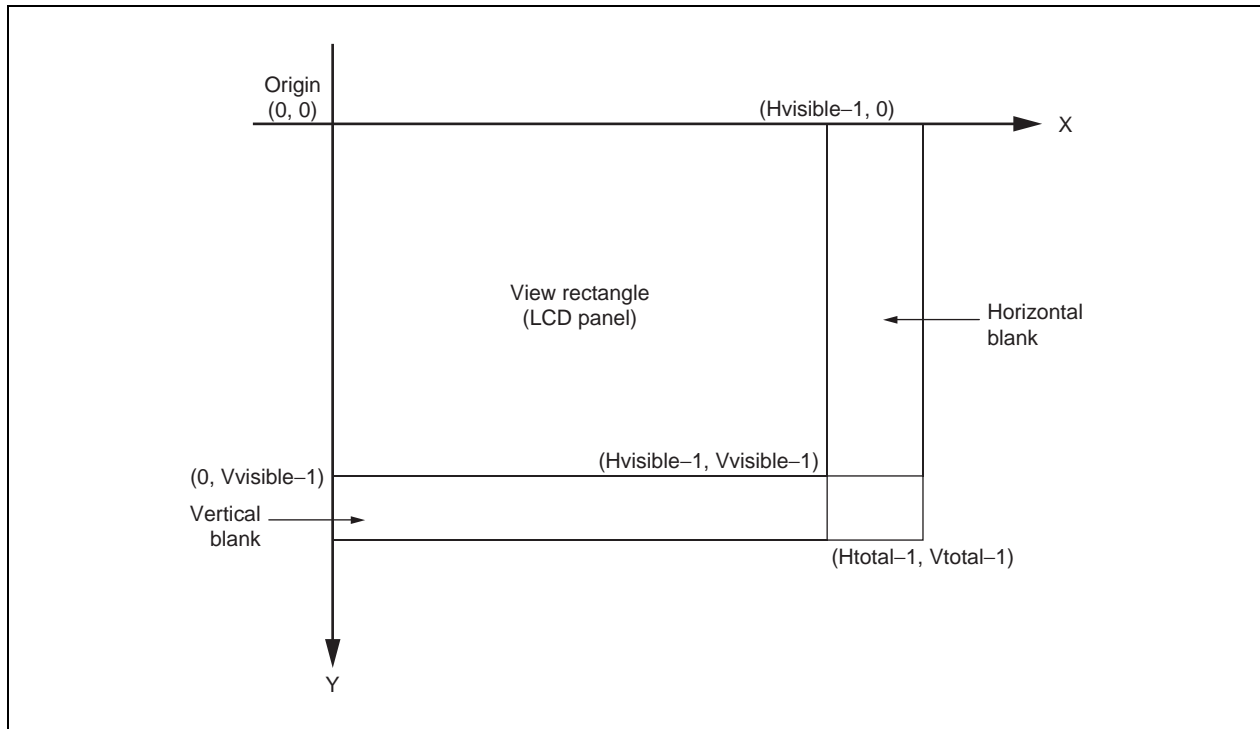 Origin
(0, 0)
(Hvisible−1, 0)
X
View rectangle
(LCD panel)
Horizontal
blank
(Hvisible−1, Vvisible−1)
(0, Vvisible−1)
Vertical
blank
(Htotal−1, Vtotal−1)
Y